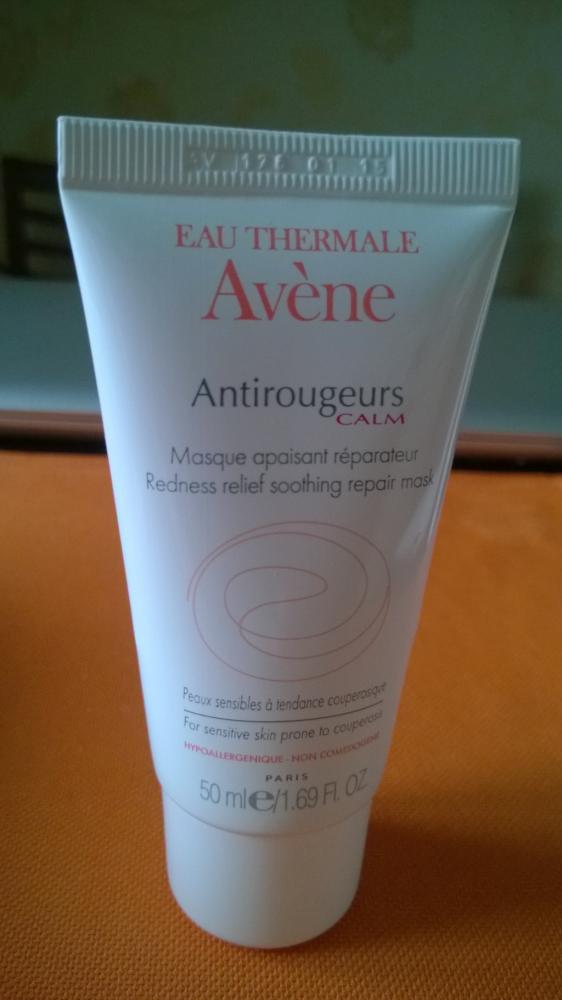 SV 178 01 15
EAU THERMALE
Avène
Antirougeurs
CALM
Masque apaisant réparateur
Redness relief soothing repair mask
Peaux sensibles à tendance couperosique
For sensitive skin prone to couperosis
HYPOALLERGENIQUE - NON COMEDOGENE
PARIS
50 ml e/1.69 Fl. OZ